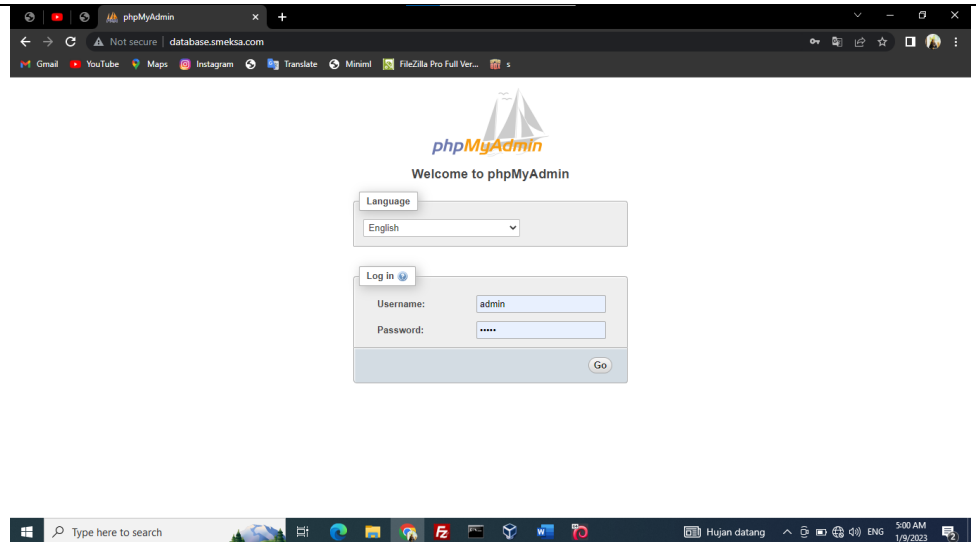 phpMyAdmin
Not secure | database.smeksa.com
Gmail YouTube Maps Instagram Translate Miniml FileZilla Pro Full Ver... s
phpMyAdmin
Welcome to phpMyAdmin
Language
English
Log in
Username: admin
Password: •••••
Go
Type here to search
Hujan datang
ENG
5:00 AM
1/9/2023
2